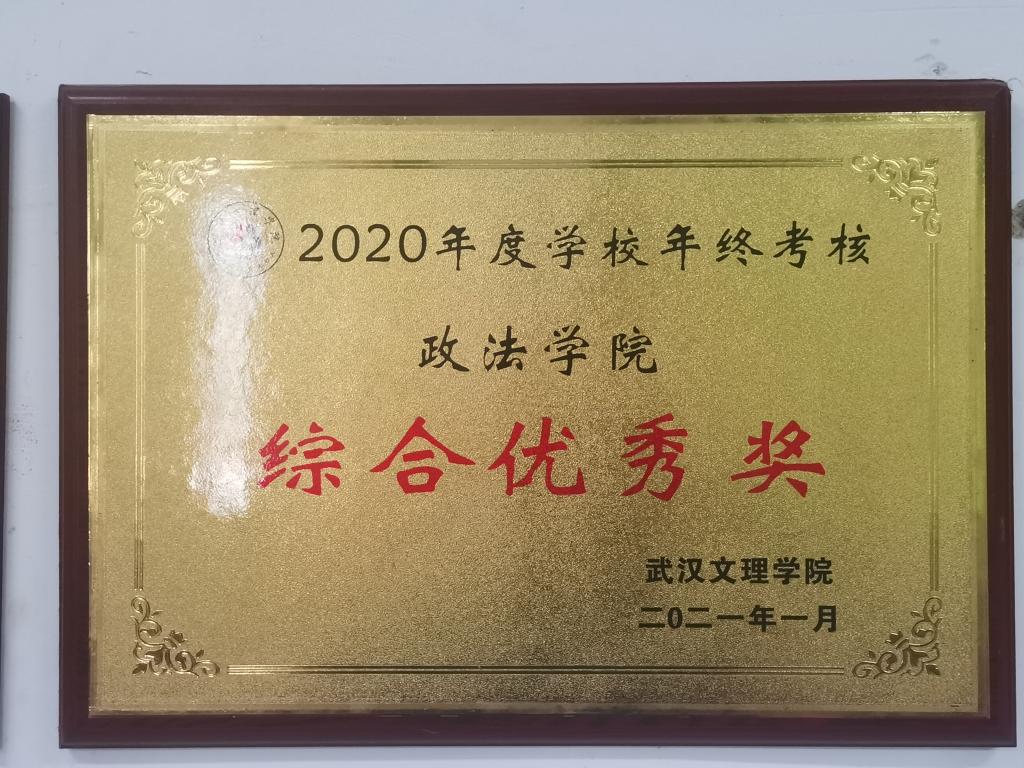 2020年度学校年终考核
政法学院
综合优秀奖
武汉文理学院
二0二一年一月